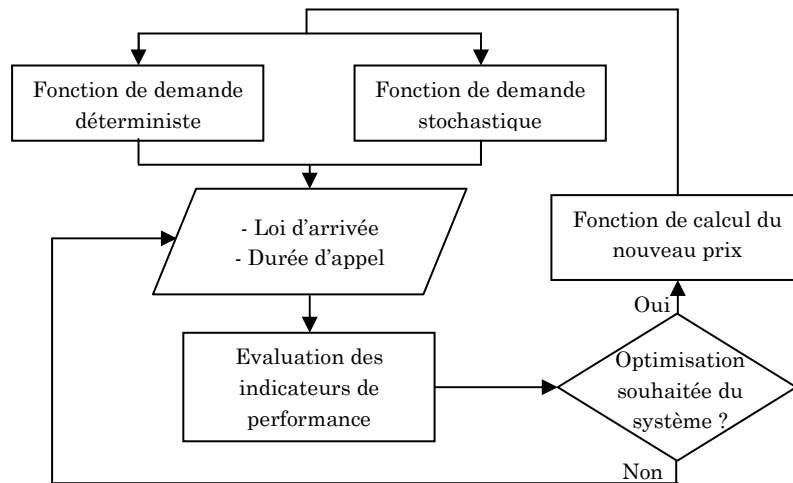 Fonction de demande
déterministe
Fonction de demande
stochastique
- Loi d’arrivée
- Durée d’appel
Fonction de calcul du
nouveau prix
Oui
Evaluation des
indicateurs de
performance
Optimisation
souhaitée du
système ?
Non